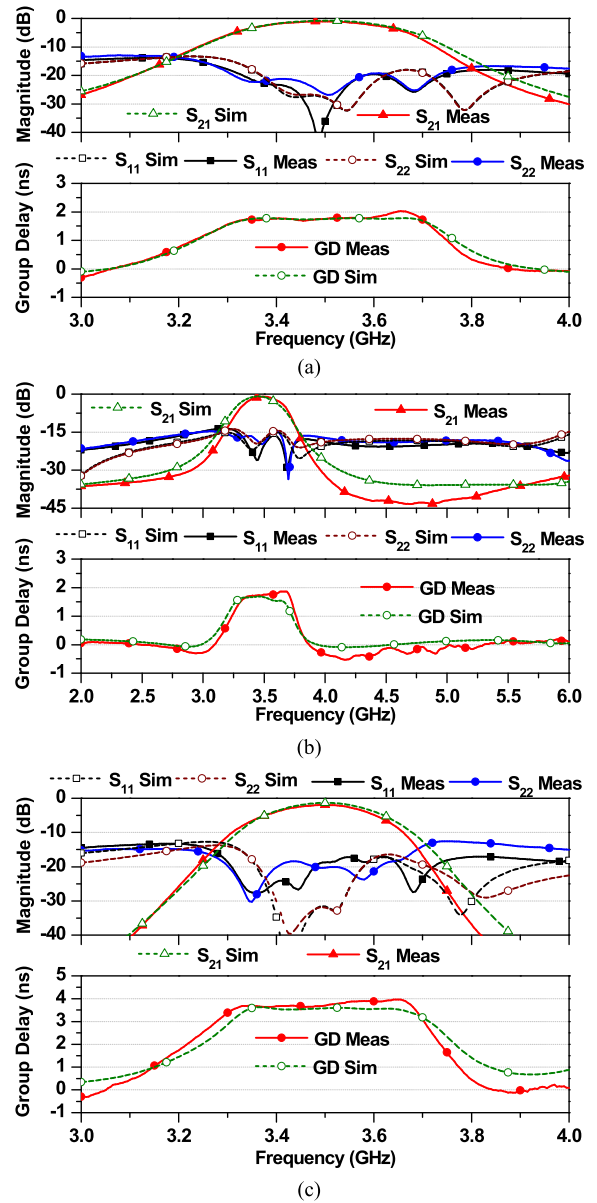 Magnitude (dB)
0
-10
-20
-30
-40
S21 Sim
S21 Meas
S11 Sim
S11 Meas
S22 Sim
S22 Meas
Group Delay (ns)
3
2
1
0
-1
GD Meas
GD Sim
3.0 3.2 3.4 3.6 3.8 4.0
Frequency (GHz)
(a)
Magnitude (dB)
0
-15
-30
-45
S21 Sim
S21 Meas
S11 Sim
S11 Meas
S22 Sim
S22 Meas
Group Delay (ns)
3
2
1
0
-1
GD Meas
GD Sim
2.0 2.5 3.0 3.5 4.0 4.5 5.0 5.5 6.0
Frequency (GHz)
(b)
S11 Sim
S22 Sim
S11 Meas
S22 Meas
Magnitude (dB)
0
-10
-20
-30
-40
S21 Sim
S21 Meas
Group Delay (ns)
5
4
3
2
1
0
-1
GD Meas
GD Sim
3.0 3.2 3.4 3.6 3.8 4.0
Frequency (GHz)
(c)